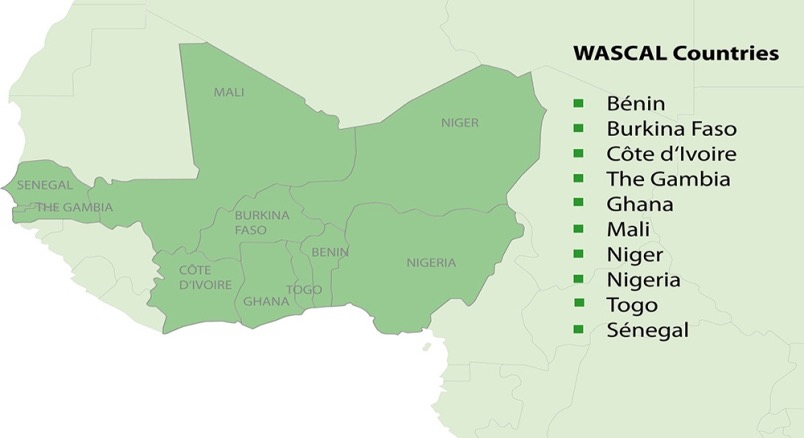 WASCAL Countries
Bénin
Burkina Faso
Côte d‘Ivoire
The Gambia
Ghana
Mali
Niger
Nigeria
Togo
Sénegal
MALI
NIGER
SENEGAL
THE GAMBIA
BURKINA
FASO
BENIN
NIGERIA
CÔTE
D'IVOIRE
TOGO
GHANA